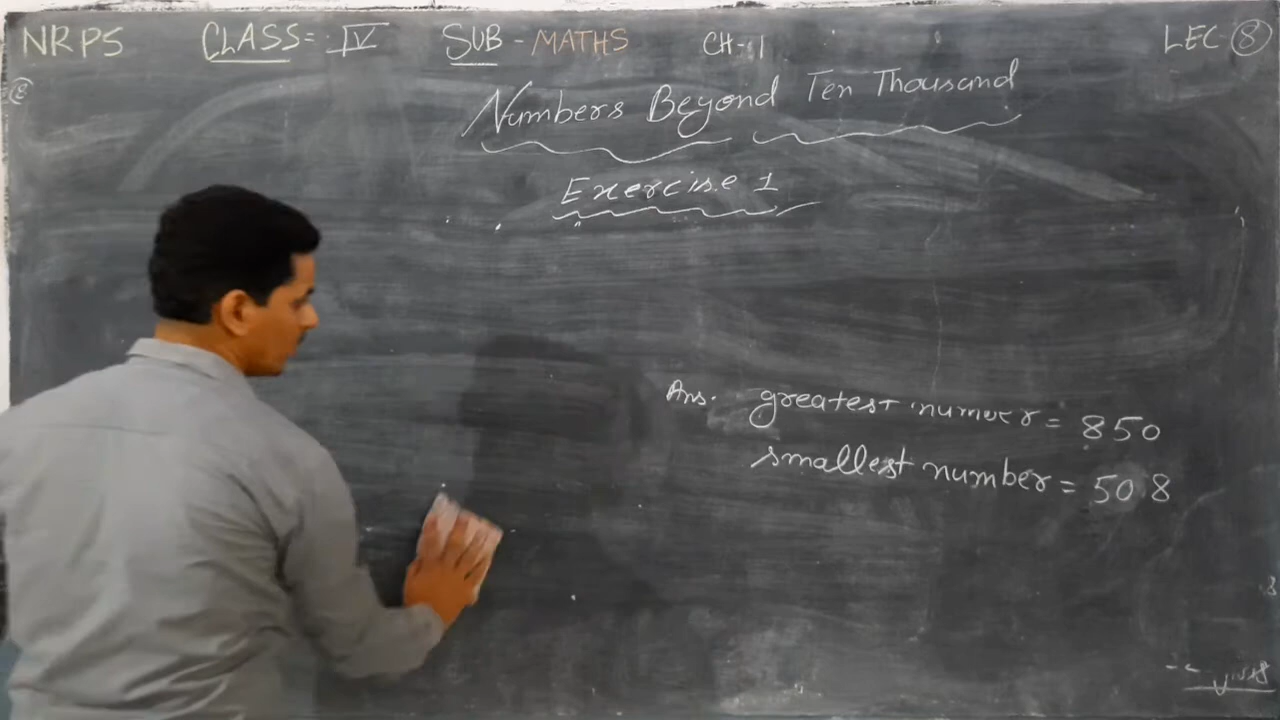 NRPS CLASS = IV SUB - MATHS CH-1 LEC 8
8
Numbers Beyond Ten Thousand
Exercise 1
Ans. greatest number = 850
smallest number = 508